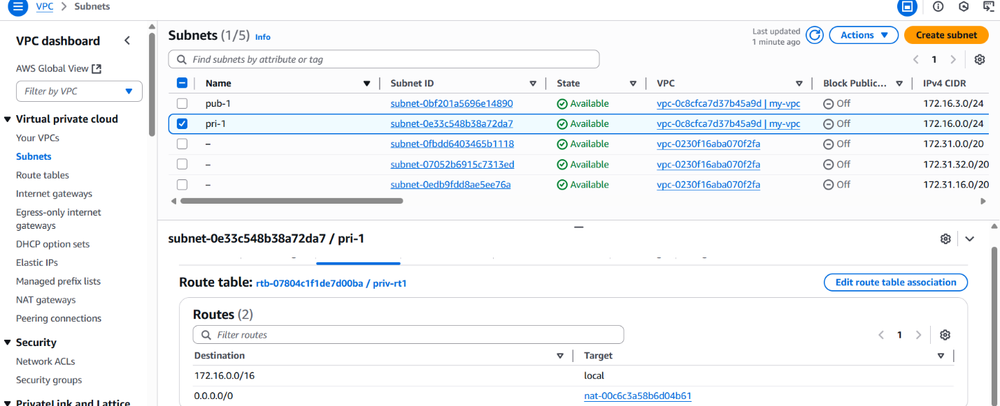 VPC > Subnets
VPC dashboard
AWS Global View
Filter by VPC
Virtual private cloud
Your VPCs
Subnets
Route tables
Internet gateways
Egress-only internet
gateways
DHCP option sets
Elastic IPs
Managed prefix lists
NAT gateways
Peering connections
Security
Network ACLs
Security groups
PrivateLink and Lattice
Subnets (1/5) Info
Last updated
1 minute ago
Actions
Create subnet
Find subnets by attribute or tag
1
Name Subnet ID State VPC Block Public... IPv4 CIDR
pub-1 subnet-0bf201a5696e14890 Available vpc-0c8cfca7d37b45a9d | my-vpc Off 172.16.3.0/24
pri-1 subnet-0e33c548b38a72da7 Available vpc-0c8cfca7d37b45a9d | my-vpc Off 172.16.0.0/24
– subnet-0fbdd6403465b1118 Available vpc-0230f16aba070f2fa Off 172.31.0.0/20
– subnet-07052b6915c7313ed Available vpc-0230f16aba070f2fa Off 172.31.32.0/20
– subnet-0edb9fdd8ae5ee76a Available vpc-0230f16aba070f2fa Off 172.31.16.0/20
subnet-0e33c548b38a72da7 / pri-1
Route table: rtb-07804c1f1de7d00ba / priv-rt1
Edit route table association
Routes (2)
Filter routes
1
Destination Target
172.16.0.0/16 local
0.0.0.0/0 nat-00c6c3a58b6d04b61